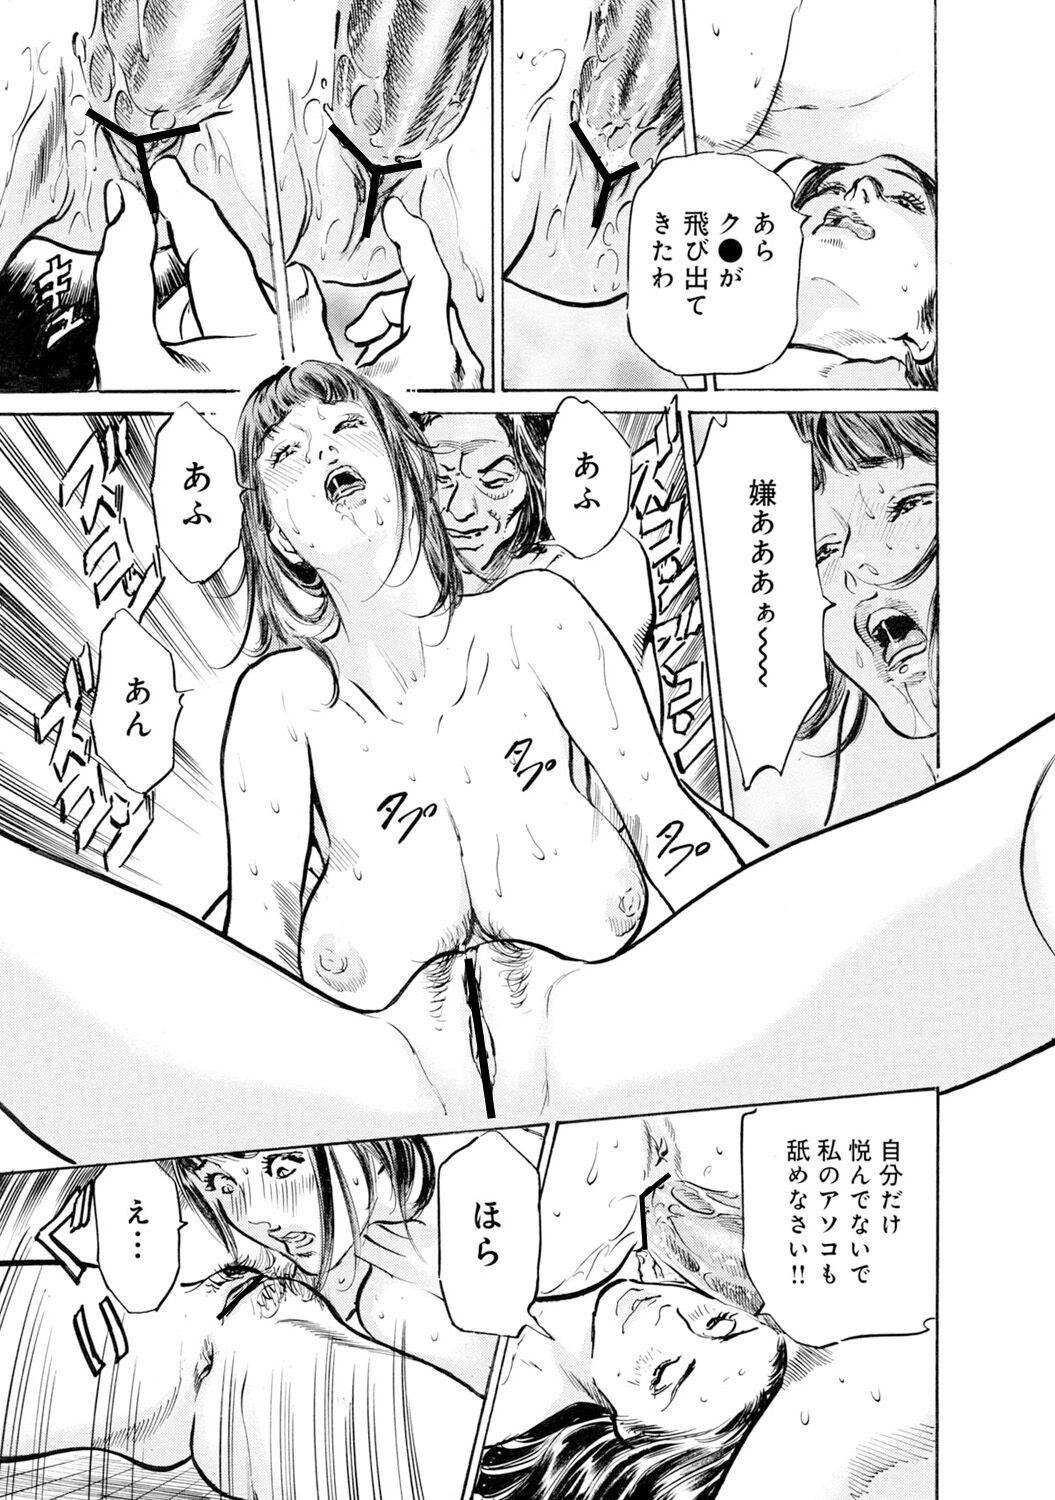 あら
ク●が
飛び出て
きたわ
キュ
嫌あああぁ〜〜〜
あふ
あふ
あん
タプ
タプ
タプ
自分だけ
悦んでないで
私のアソコも
舐めなさい!!
ほら
え…